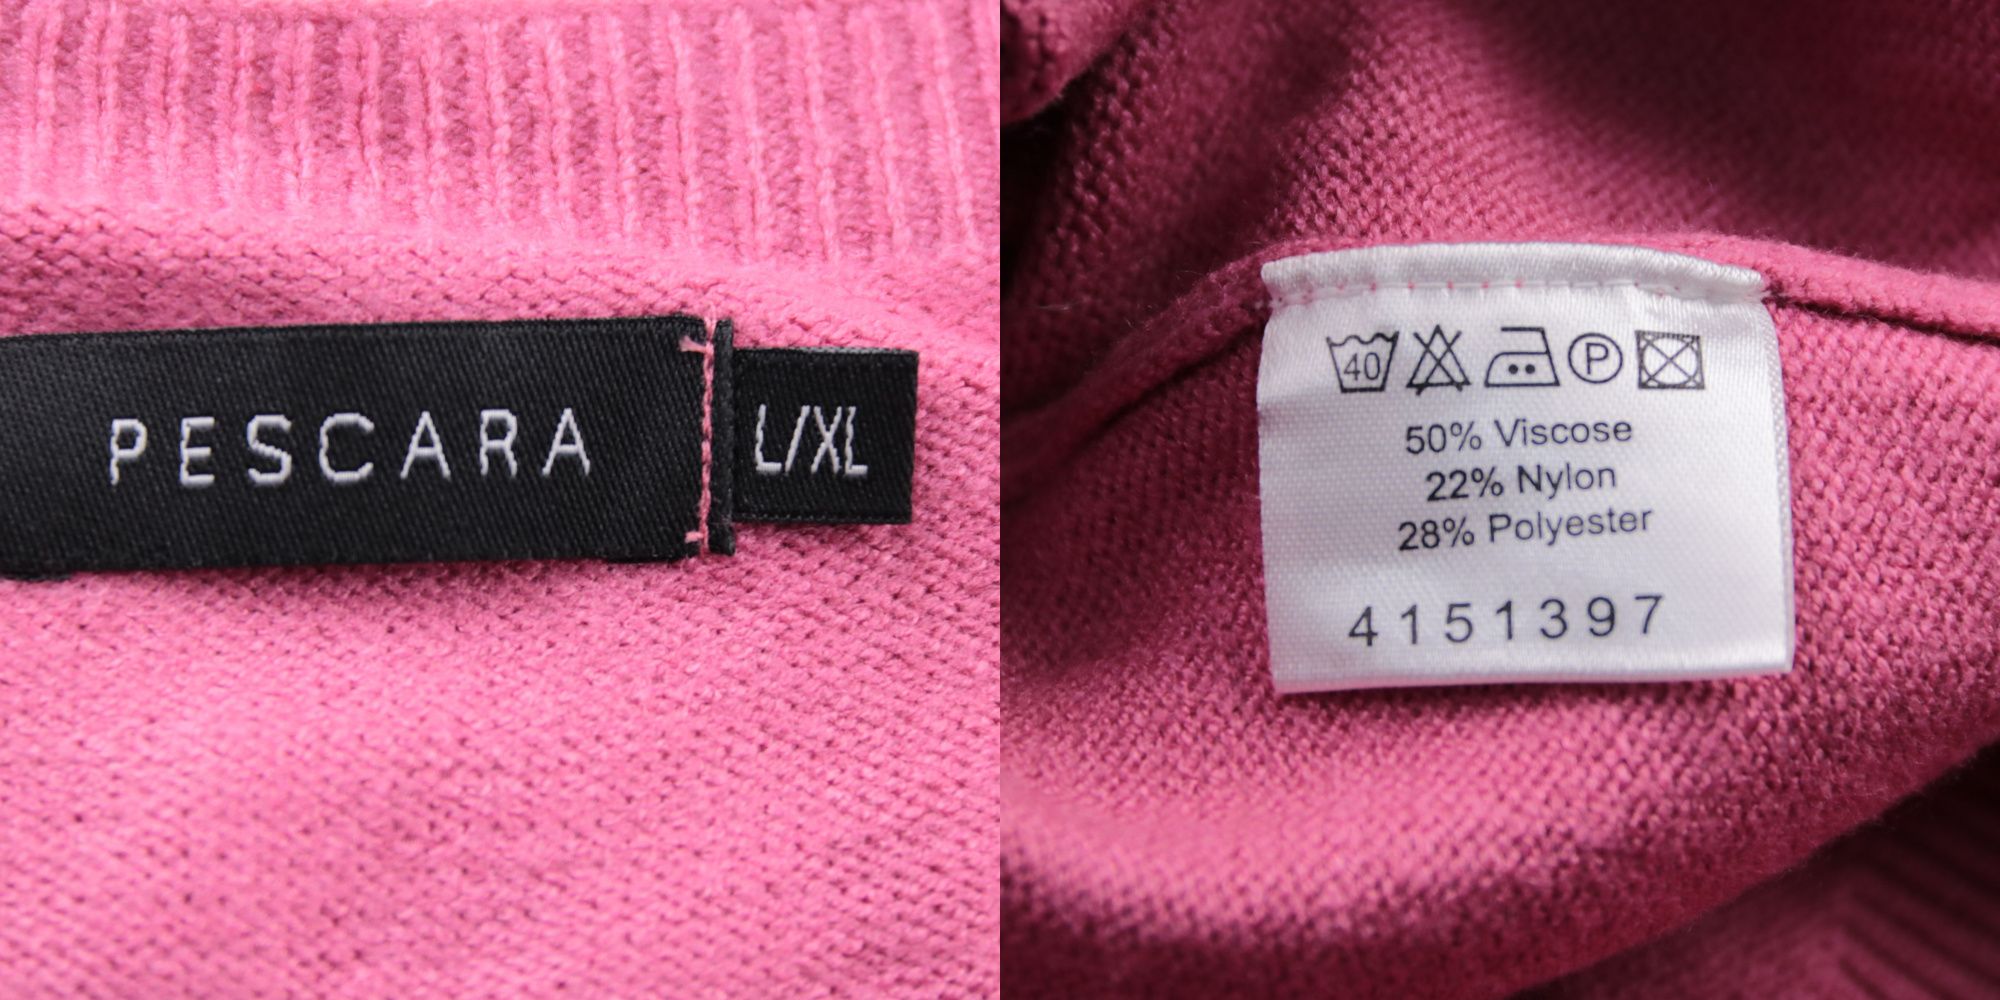 PESCARA
L/XL
40 P
50% Viscose
22% Nylon
28% Polyester
4151397